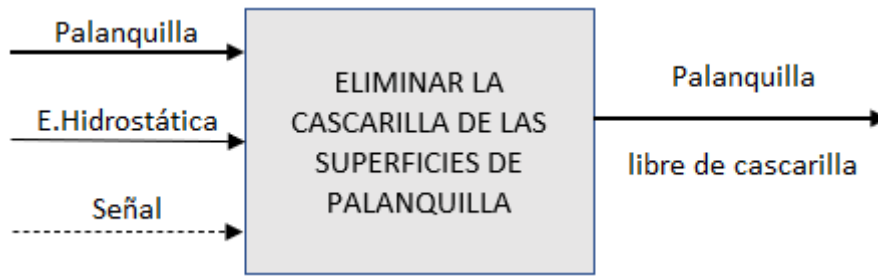 Palanquilla
E.Hidrostática
Señal
ELIMINAR LA
CASCARILLA DE LAS
SUPERFICIES DE
PALANQUILLA
Palanquilla
libre de cascarilla